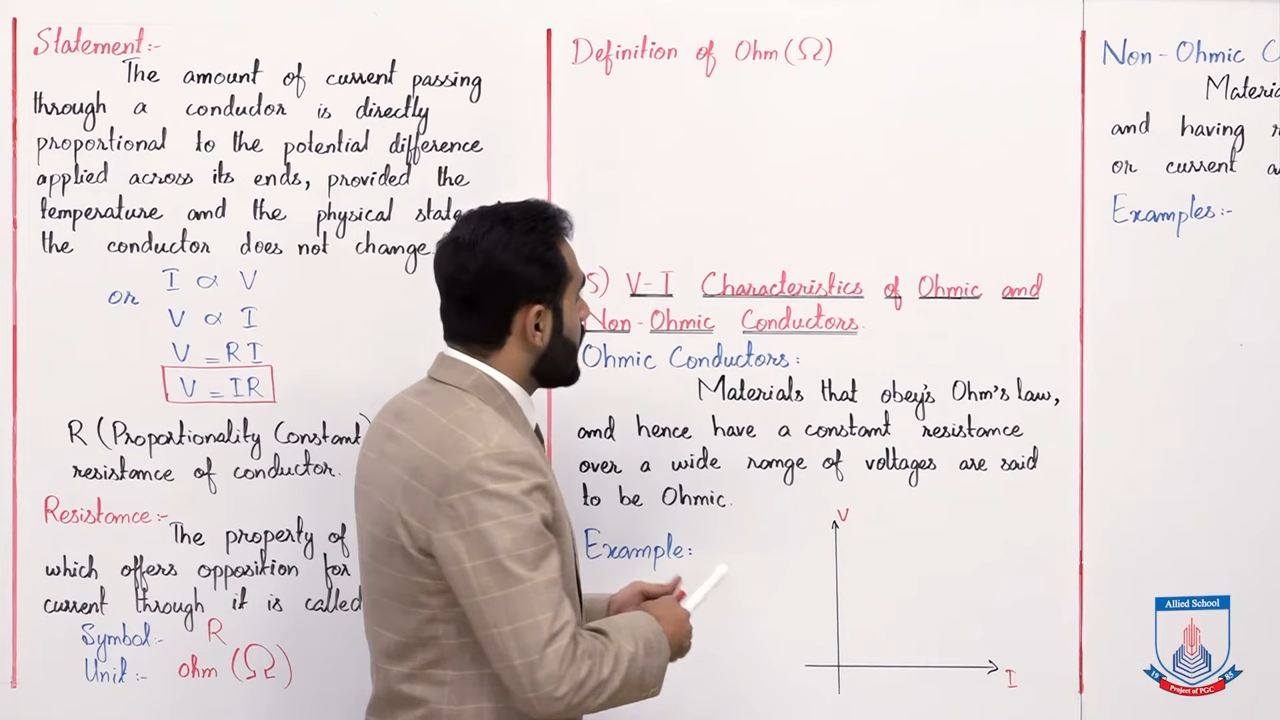 Statement:-
The amount of current passing
through a conductor is directly
proportional to the potential difference
applied across its ends, provided the
temperature and the physical state
the conductor does not change.
I ∝ V
or
V ∝ I
V = RI
V = IR
R (Proportionality Constant)
resistance of conductor.
Resistance:-
The property of
which offers opposition for
current through it is called
Symbol:- R
Unit:- ohm (Ω)
Definition of Ohm (Ω)
5) V-I Characteristics of Ohmic and
Non-Ohmic Conductors.
Ohmic Conductors:
Materials that obey's Ohm's law,
and hence have a constant resistance
over a wide range of voltages are said
to be Ohmic.
Example:
V
I
Non-Ohmic C
and having
or current
Examples:-
Allied School
1985
Project of PGC